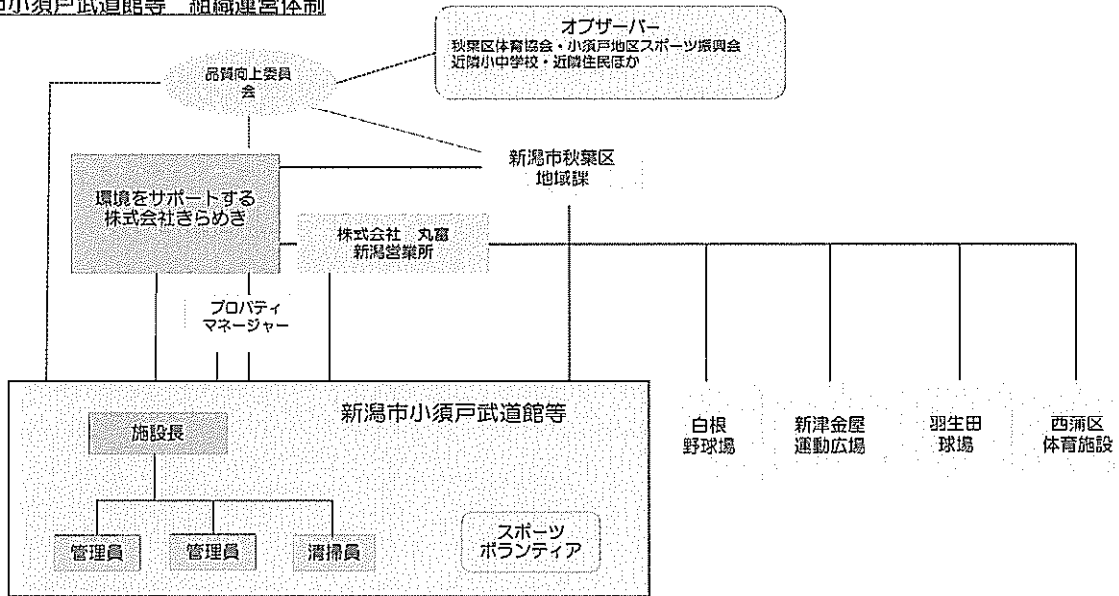 小須戸武道館等 組織運営体制
オブザーバー
秋葉区体育協会・小須戸地区スポーツ振興会
近隣小中学校・近隣住民ほか
品質向上委員
会
新潟市秋葉区
地域課
環境をサポートする
株式会社きらめき
株式会社 丸富
新潟営業所
プロパティ
マネージャー
新潟市小須戸武道館等
施設長
管理員
管理員
清掃員
スポーツ
ボランティア
白根
野球場
新津金屋
運動広場
羽生田
球場
西蒲区
体育施設